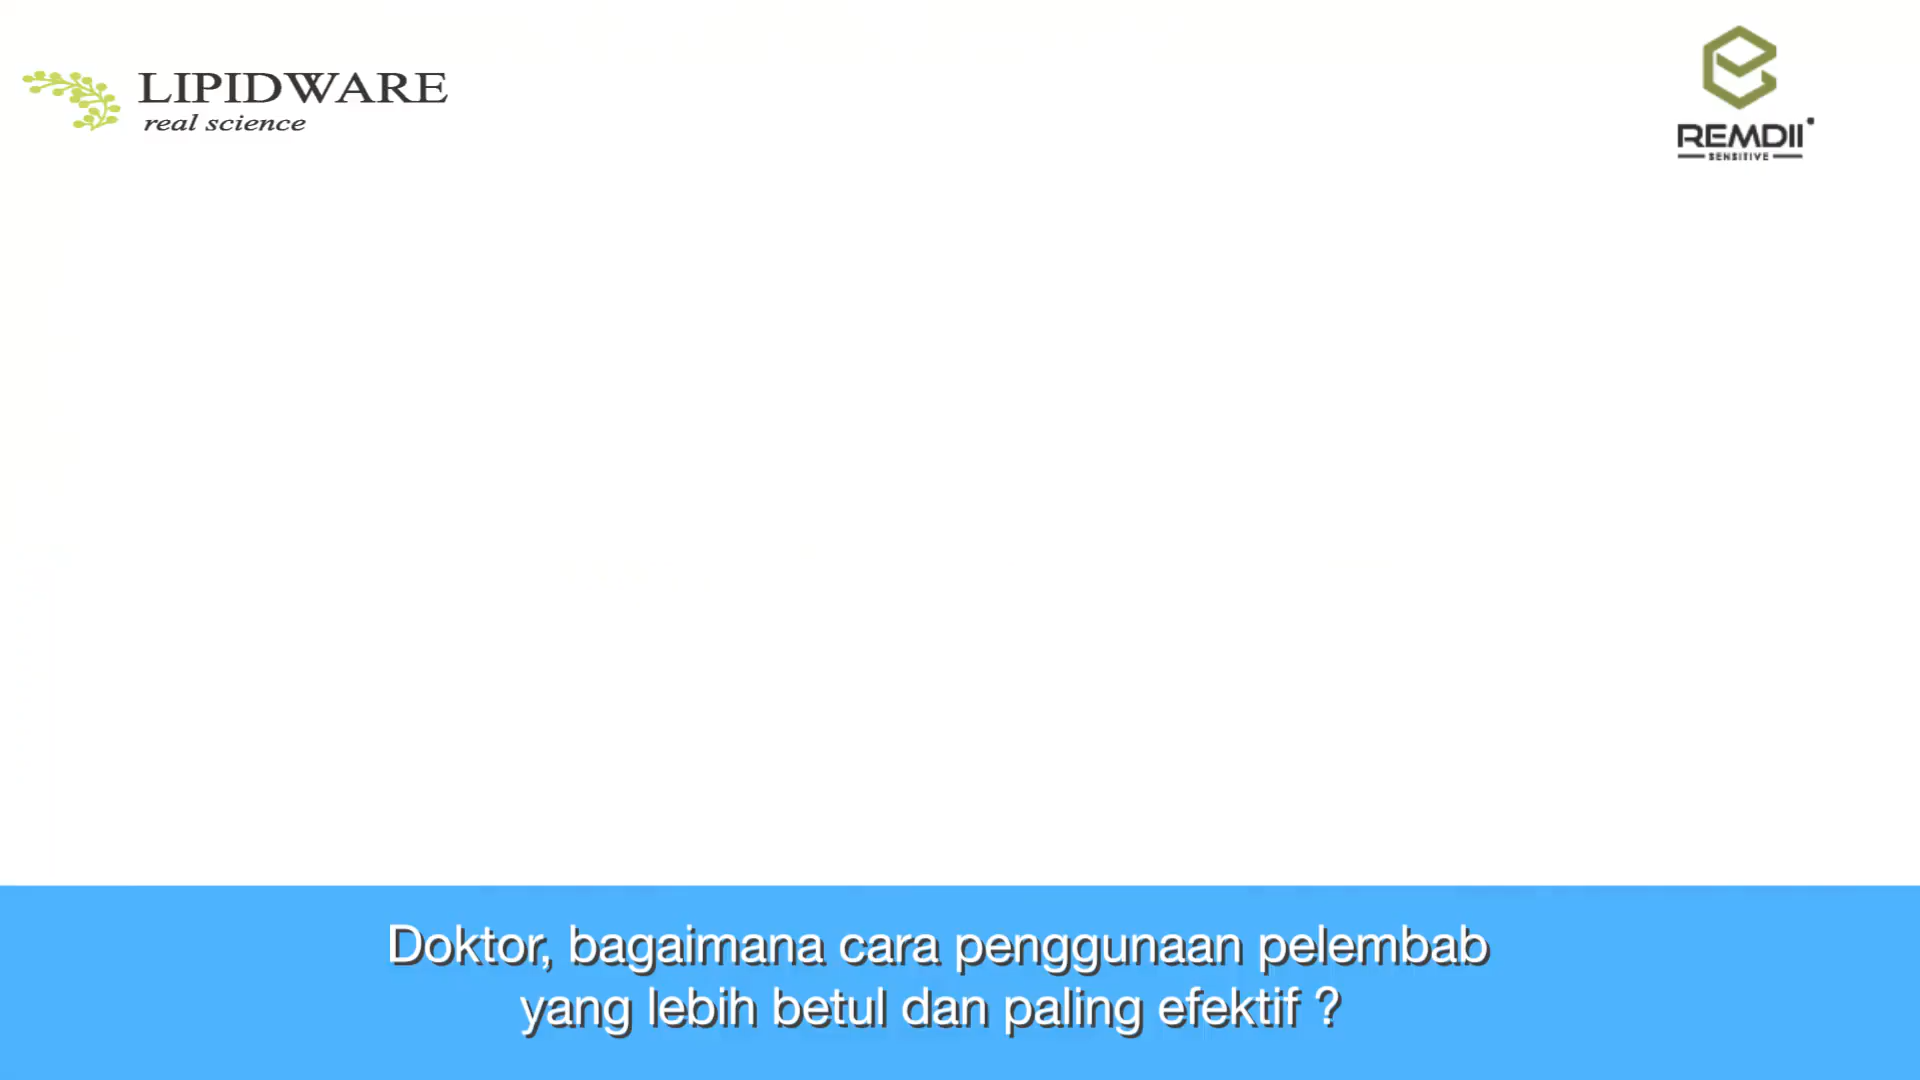 LIPIDWARE
real science
REMDII
SENSITIVE
Doktor, bagaimana cara penggunaan pelembab
yang lebih betul dan paling efektif ?